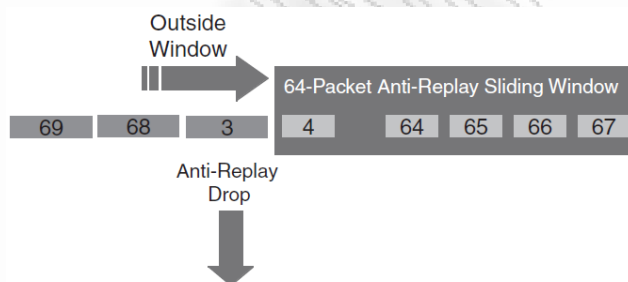 Outside
Window
64-Packet Anti-Replay Sliding Window
69 68 3 4 64 65 66 67
Anti-Replay
Drop